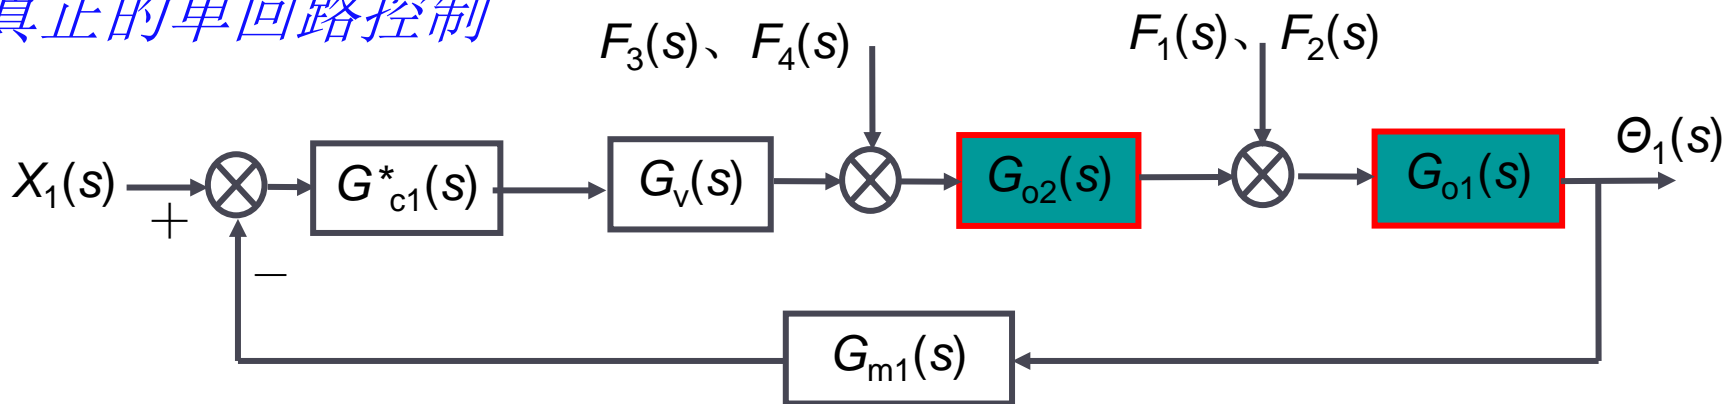 真正的单回路控制
F₃(s)、F₄(s)
F₁(s)、F₂(s)
X₁(s)
+
−
G*c1(s)
Gv(s)
Go2(s)
Go1(s)
Θ₁(s)
Gm1(s)